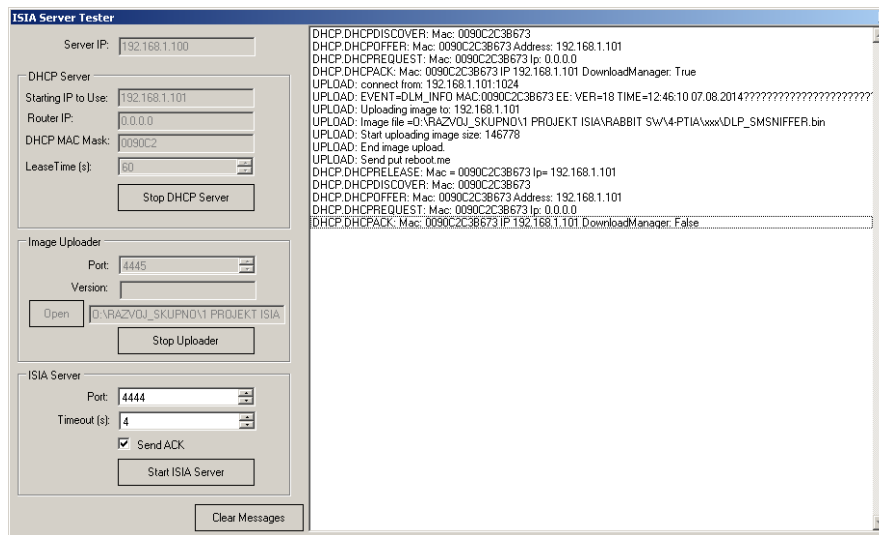 ISIA Server Tester
Server IP: 192.168.1.100
DHCP Server
Starting IP to Use: 192.168.1.101
Router IP: 0.0.0.0
DHCP MAC Mask: 0090C2
LeaseTime (s): 60
Stop DHCP Server
Image Uploader
Port: 4445
Version:
Open 0:\RAZVOJ_SKUPNO\1 PROJEKT ISIA
Stop Uploader
ISIA Server
Port: 4444
Timeout (s): 4
Send ACK
Start ISIA Server
Clear Messages
DHCP.DHCPDISCOVER: Mac: 0090C2C3B673
DHCP.DHCPOFFER: Mac: 0090C2C3B673 Address: 192.168.1.101
DHCP.DHCPREQUEST: Mac: 0090C2C3B673 Ip: 0.0.0.0
DHCP.DHCPACK: Mac: 0090C2C3B673 IP 192.168.1.101 DownloadManager: True
UPLOAD: connect from: 192.168.1.101:1024
UPLOAD: EVENT=DLM_INFO MAC:0090C2C3B673 EE: VER=18 TIME=12:46:10 07.08.2014???????????????????????
UPLOAD: Uploading image to: 192.168.1.101
UPLOAD: Image file =O:\RAZVOJ_SKUPNO\1 PROJEKT ISIA\RABBIT SW\4-PTIA\xxx\DLP_SMSNIFFER.bin
UPLOAD: Start uploading image size: 146778
UPLOAD: End image upload.
UPLOAD: Send put reboot.me
DHCP.DHCPRELEASE: Mac = 0090C2C3B673 Ip= 192.168.1.101
DHCP.DHCPDISCOVER: Mac: 0090C2C3B673
DHCP.DHCPOFFER: Mac: 0090C2C3B673 Address: 192.168.1.101
DHCP.DHCPREQUEST: Mac: 0090C2C3B673 Ip: 0.0.0.0
DHCP.DHCPACK: Mac: 0090C2C3B673 IP 192.168.1.101 DownloadManager: False